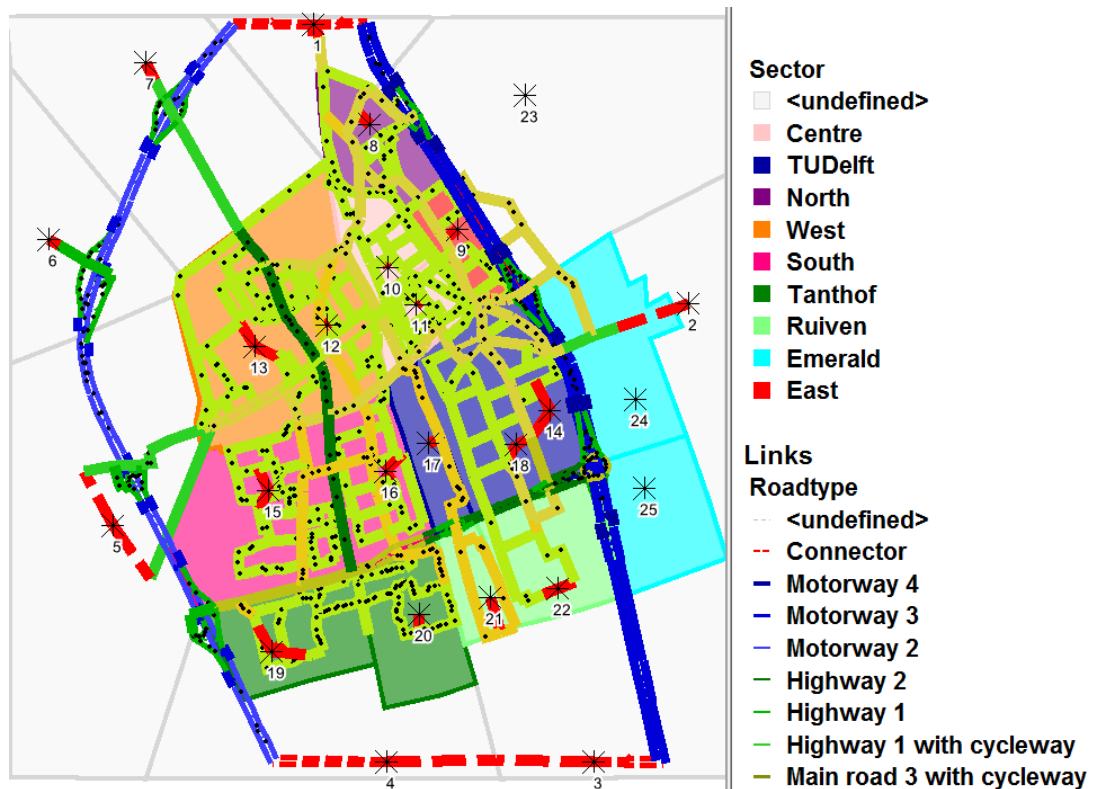 1
7
23
8
9
6
10
2
11
12
13
24
14
17
18
16
15
25
5
22
21
20
19
4
3
Sector
<undefined>
Centre
TUDelft
North
West
South
Tanthof
Ruiven
Emerald
East
Links
Roadtype
<undefined>
Connector
Motorway 4
Motorway 3
Motorway 2
Highway 2
Highway 1
Highway 1 with cycleway
Main road 3 with cycleway